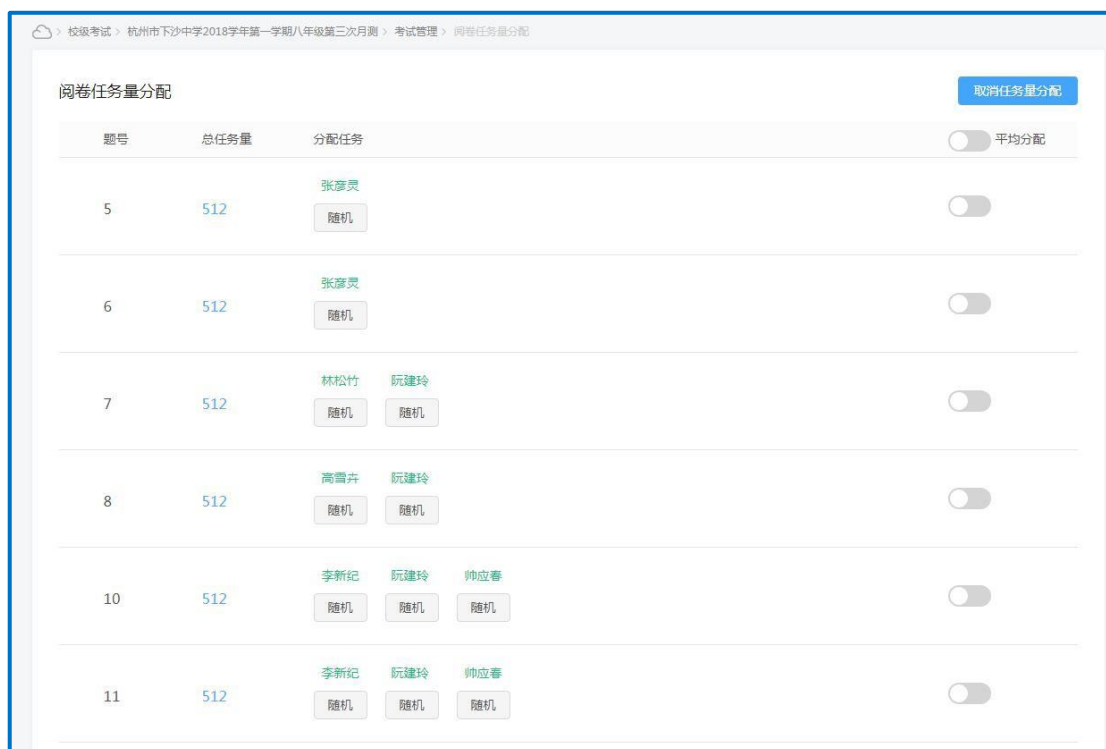 校级考试 > 杭州市下沙中学2018学年第一学期八年级第三次月测 > 考试管理 > 阅卷任务量分配
阅卷任务量分配 取消任务量分配
题号 总任务量 分配任务 平均分配
张彦灵
5 512 随机
张彦灵
6 512 随机
林松竹 阮建玲
7 512 随机 随机
高雪卉 阮建玲
8 512 随机 随机
李新纪 阮建玲 帅应春
10 512 随机 随机 随机
李新纪 阮建玲 帅应春
11 512 随机 随机 随机